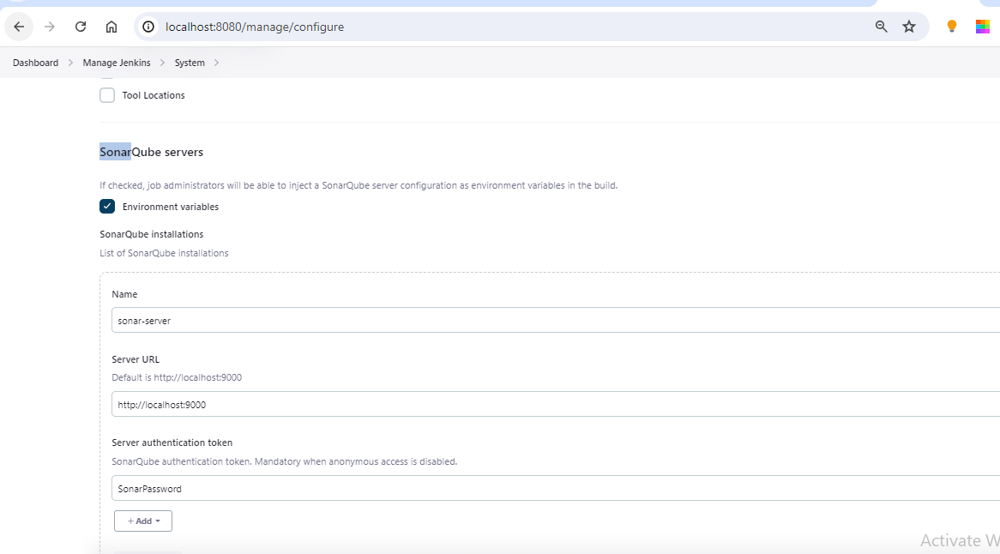 localhost:8080/manage/configure
Dashboard > Manage Jenkins > System >
Tool Locations
SonarQube servers
If checked, job administrators will be able to inject a SonarQube server configuration as environment variables in the build.
Environment variables
SonarQube installations
List of SonarQube installations
Name
sonar-server
Server URL
Default is http://localhost:9000
http://localhost:9000
Server authentication token
SonarQube authentication token. Mandatory when anonymous access is disabled.
SonarPassword
+ Add
Activate W